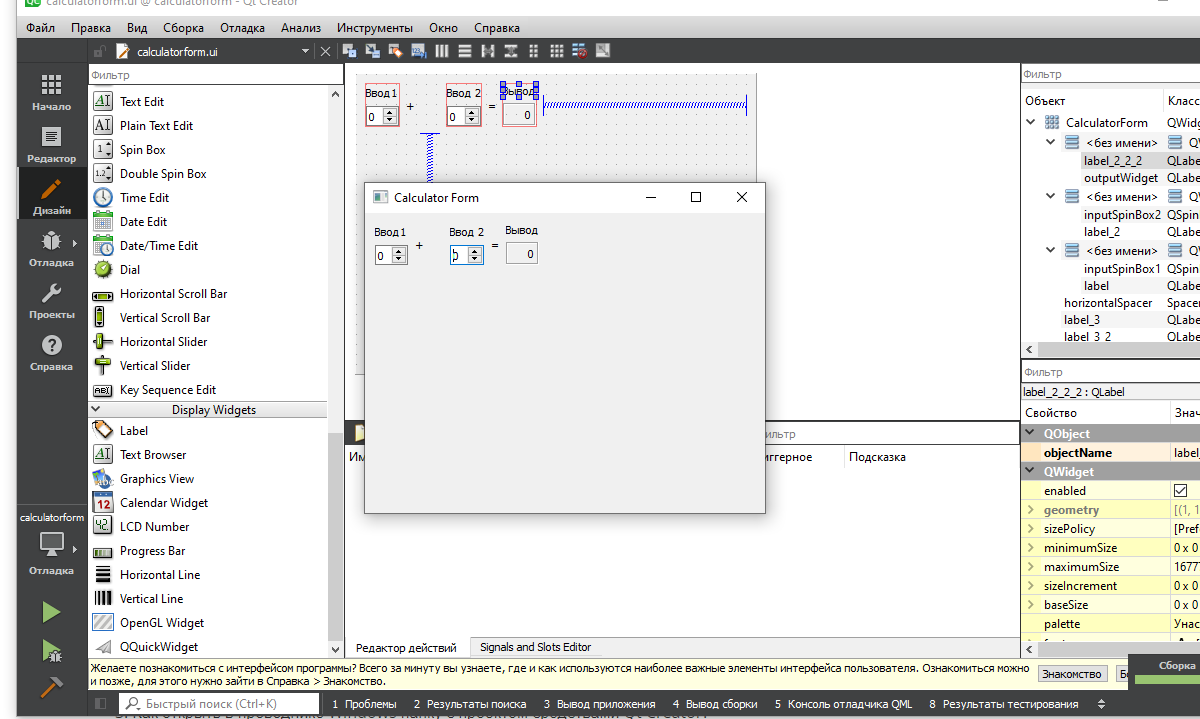 calculatorform.ui @ calculatorform - Qt Creator
Файл Правка Вид Сборка Отладка Анализ Инструменты Окно Справка
calculatorform.ui
Начало
Редактор
Дизайн
Отладка
Проекты
Справка
calculatorform
Отладка
Фильтр
Text Edit
Plain Text Edit
Spin Box
Double Spin Box
Time Edit
Date Edit
Date/Time Edit
Dial
Horizontal Scroll Bar
Vertical Scroll Bar
Horizontal Slider
Vertical Slider
Key Sequence Edit
Display Widgets
Label
Text Browser
Graphics View
Calendar Widget
LCD Number
Progress Bar
Horizontal Line
Vertical Line
OpenGL Widget
QQuickWidget
Ввод1 + Ввод 2 = Вывод
0 0 0
Calculator Form
Ввод1 + Ввод 2 = Вывод
0 0 0
Фильтр
Объект Класс
CalculatorForm QWidg
<без имени>
label_2_2_2 QLabe
outputWidget QLabe
<без имени>
inputSpinBox2 QSpin
label_2 QLabe
<без имени>
inputSpinBox1 QSpin
label QLabe
horizontalSpacer Spacer
label_3 QLabe
label_3_2 QLabe
Фильтр
label_2_2_2 : QLabel
Свойство Знач
QObject
objectName label_
QWidget
enabled
geometry [(1, 1
sizePolicy [Pref
minimumSize 0 x 0
maximumSize 1677
sizeIncrement 0 x 0
baseSize 0 x 0
palette Унас
ильтр
Им иггерное Подсказка
Редактор действий Signals and Slots Editor
Желаете познакомиться с интерфейсом программы? Всего за минуту вы узнаете, где и как используются наиболее важные элементы интерфейса пользователя. Ознакомиться можно
и позже, для этого нужно зайти в Справка > Знакомство.
Знакомство
Сборка
Быстрый поиск (Ctrl+K) 1 Проблемы 2 Результаты поиска 3 Вывод приложения 4 Вывод сборки 5 Консоль отладчика QML 8 Результаты тестирования